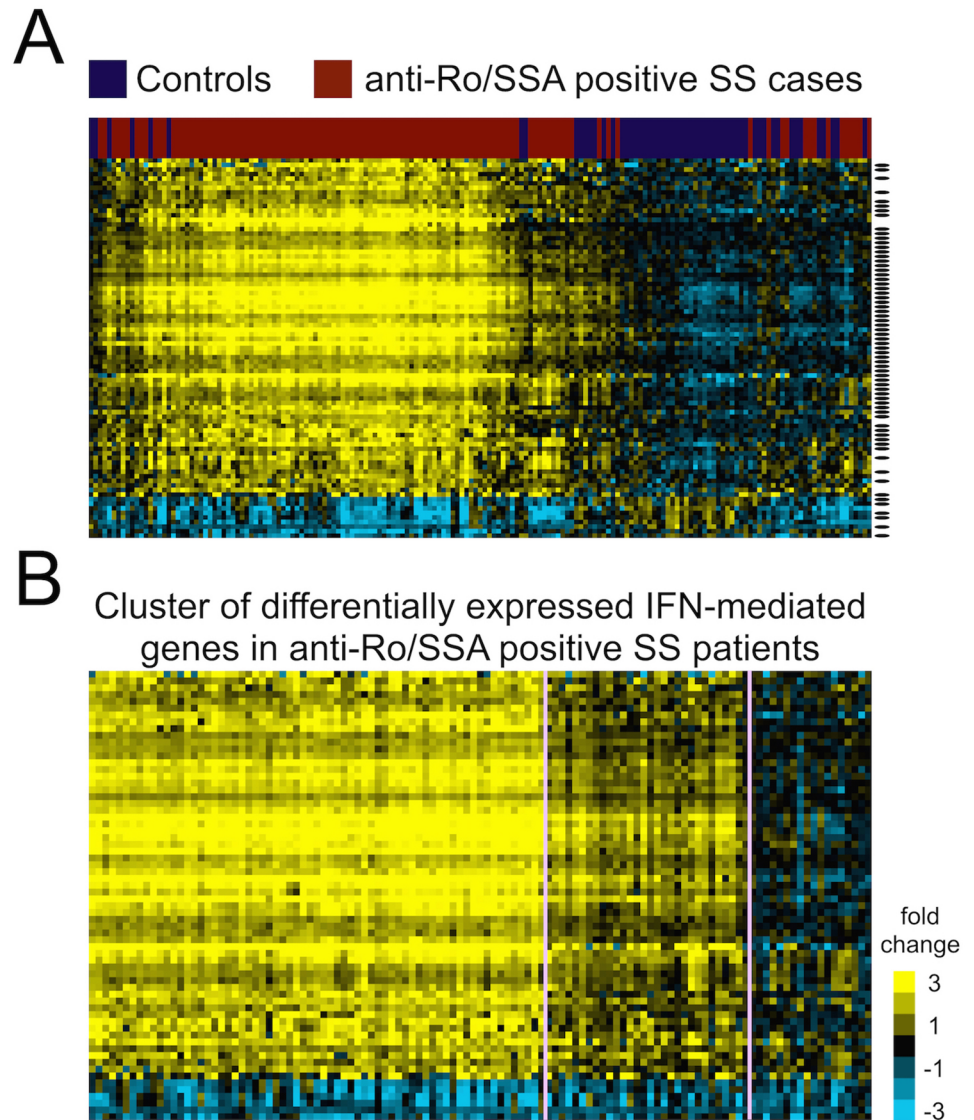 A
Controls anti-Ro/SSA positive SS cases
B
Cluster of differentially expressed IFN-mediated
genes in anti-Ro/SSA positive SS patients
fold
change
3
1
-1
-3